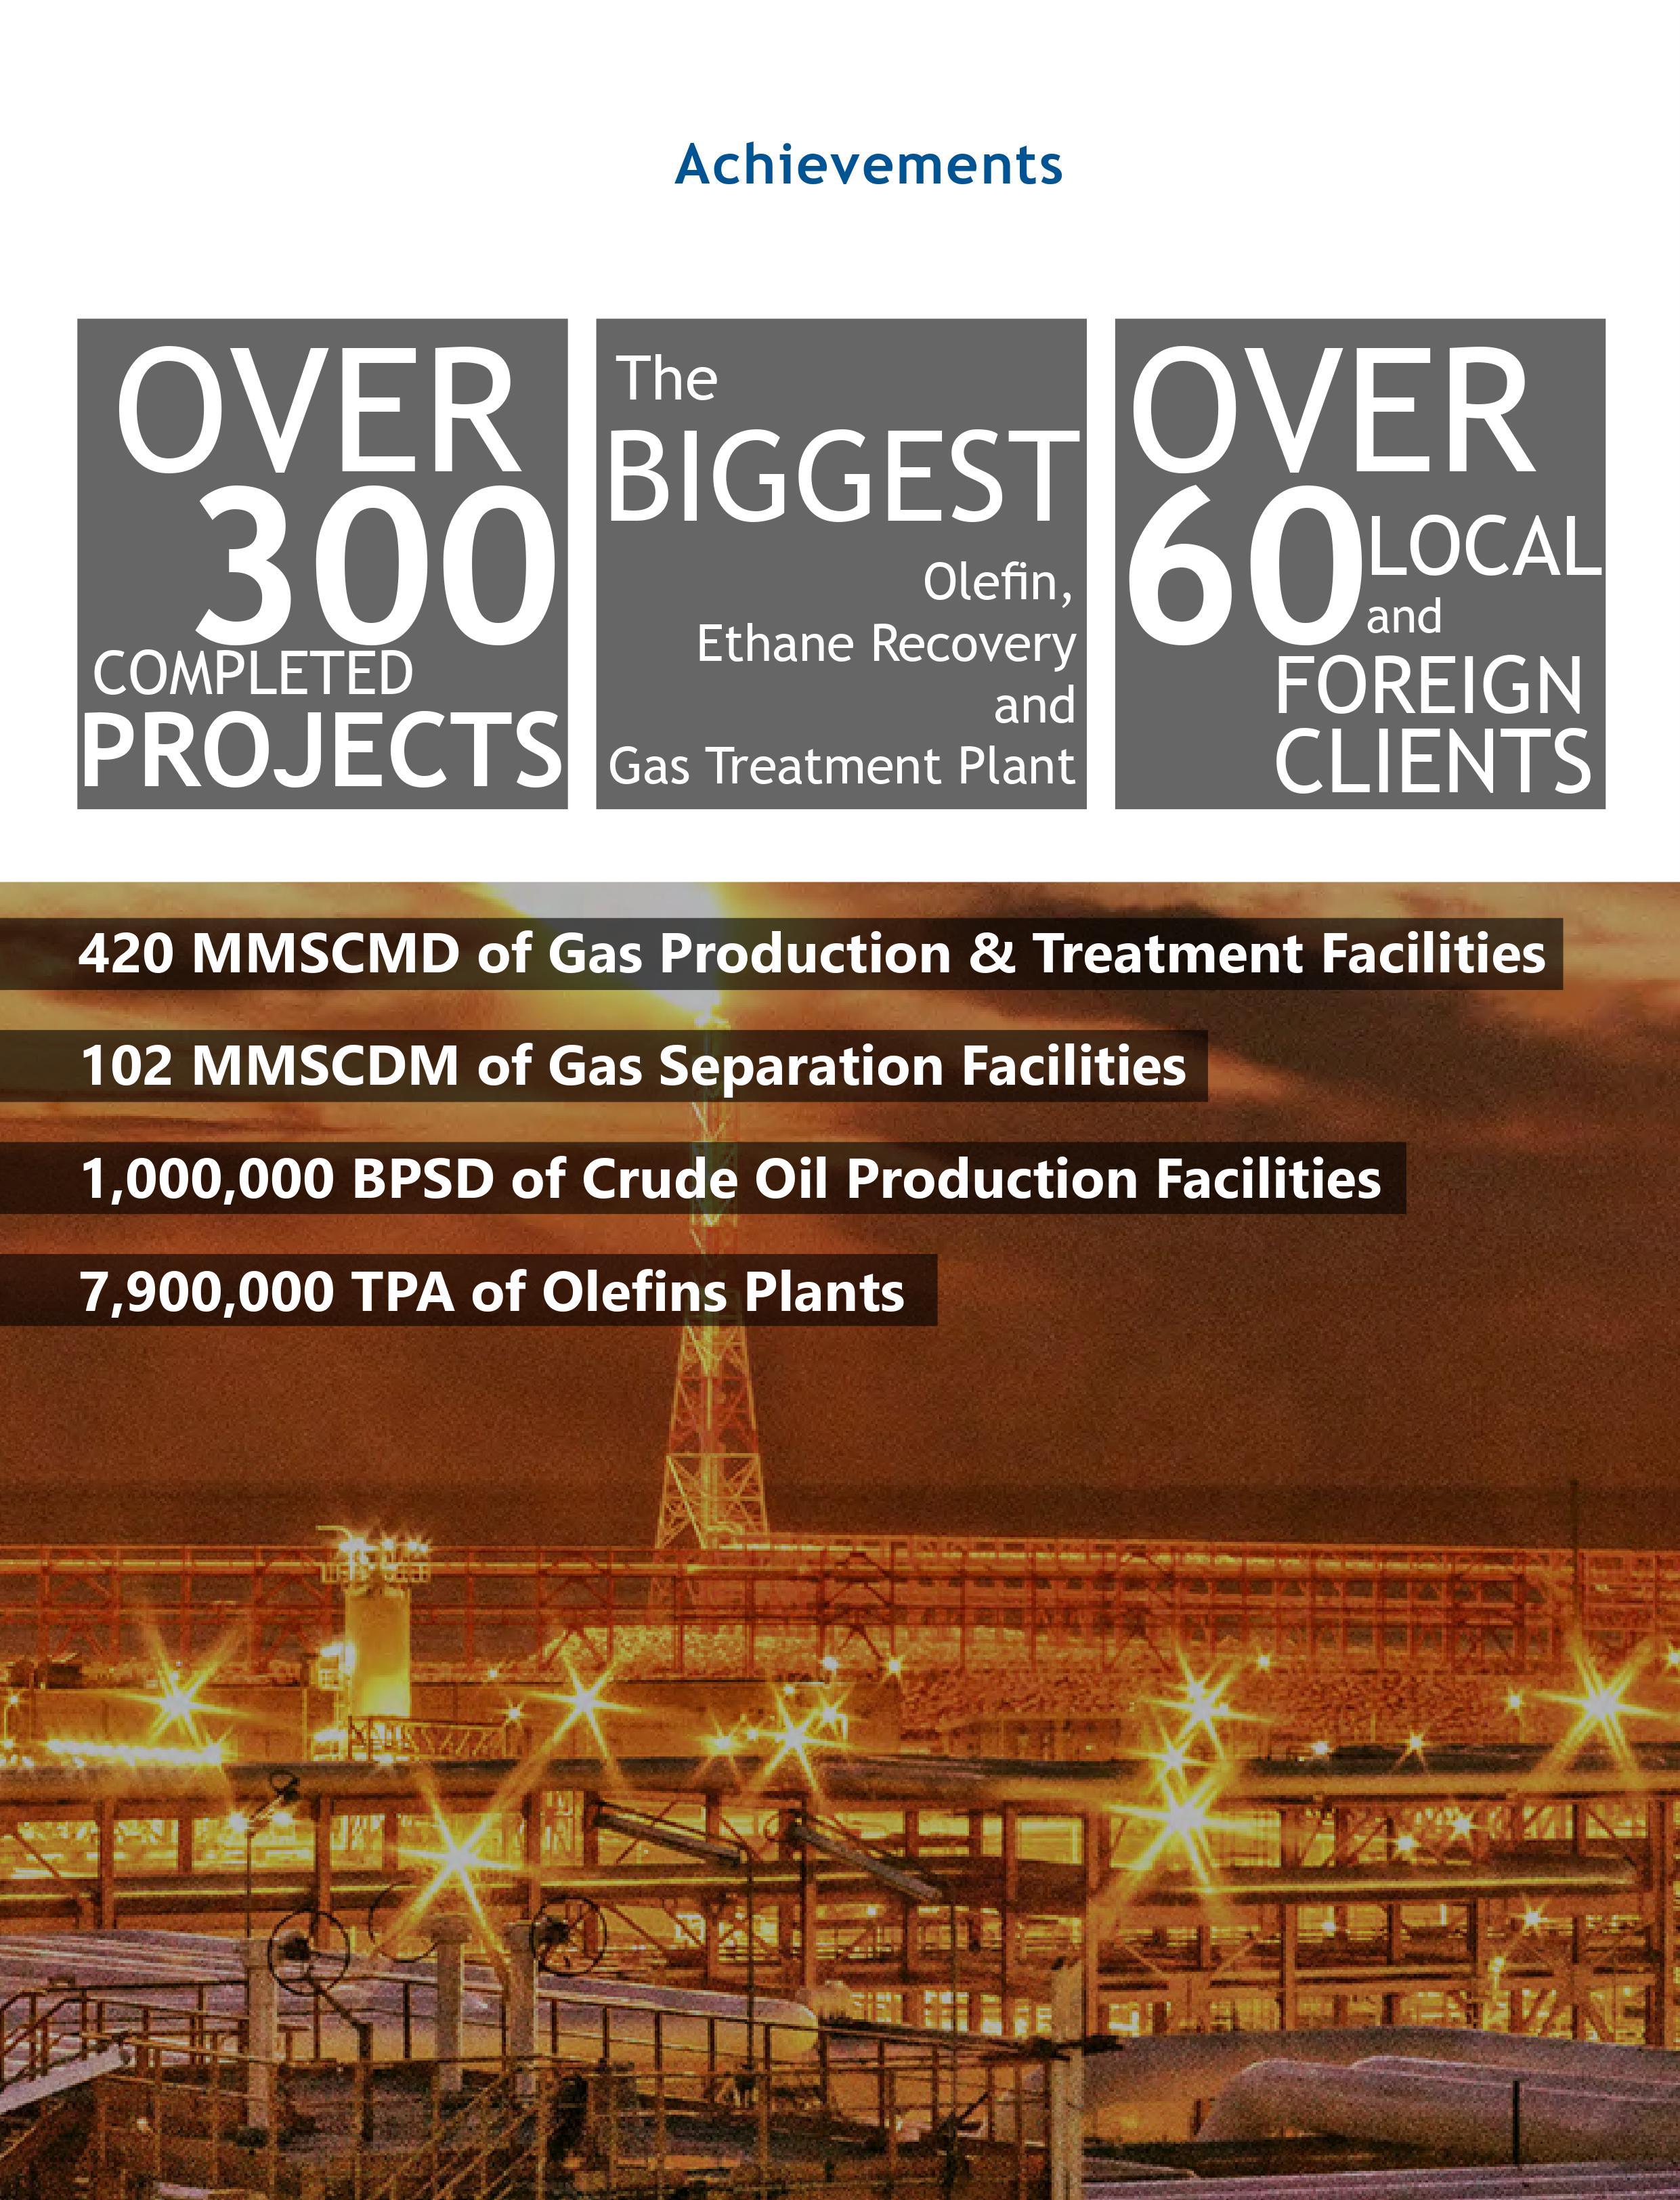 Achievements
OVER
300
COMPLETED
PROJECTS
The
BIGGEST
Olefin,
Ethane Recovery
and
Gas Treatment Plant
OVER
60 LOCAL
and
FOREIGN
CLIENTS
420 MMSCMD of Gas Production & Treatment Facilities
102 MMSCDM of Gas Separation Facilities
1,000,000 BPSD of Crude Oil Production Facilities
7,900,000 TPA of Olefins Plants